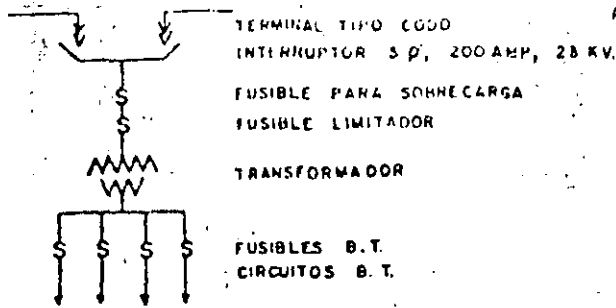 TERMINAL TIPO CODO
INTERRUPTOR 3 Ø, 200 AMP, 28 KV.
S
FUSIBLE PARA SOBRECARGA
S
FUSIBLE LIMITADOR
TRANSFORMADOR
S S S S
FUSIBLES B.T.
CIRCUITOS B.T.